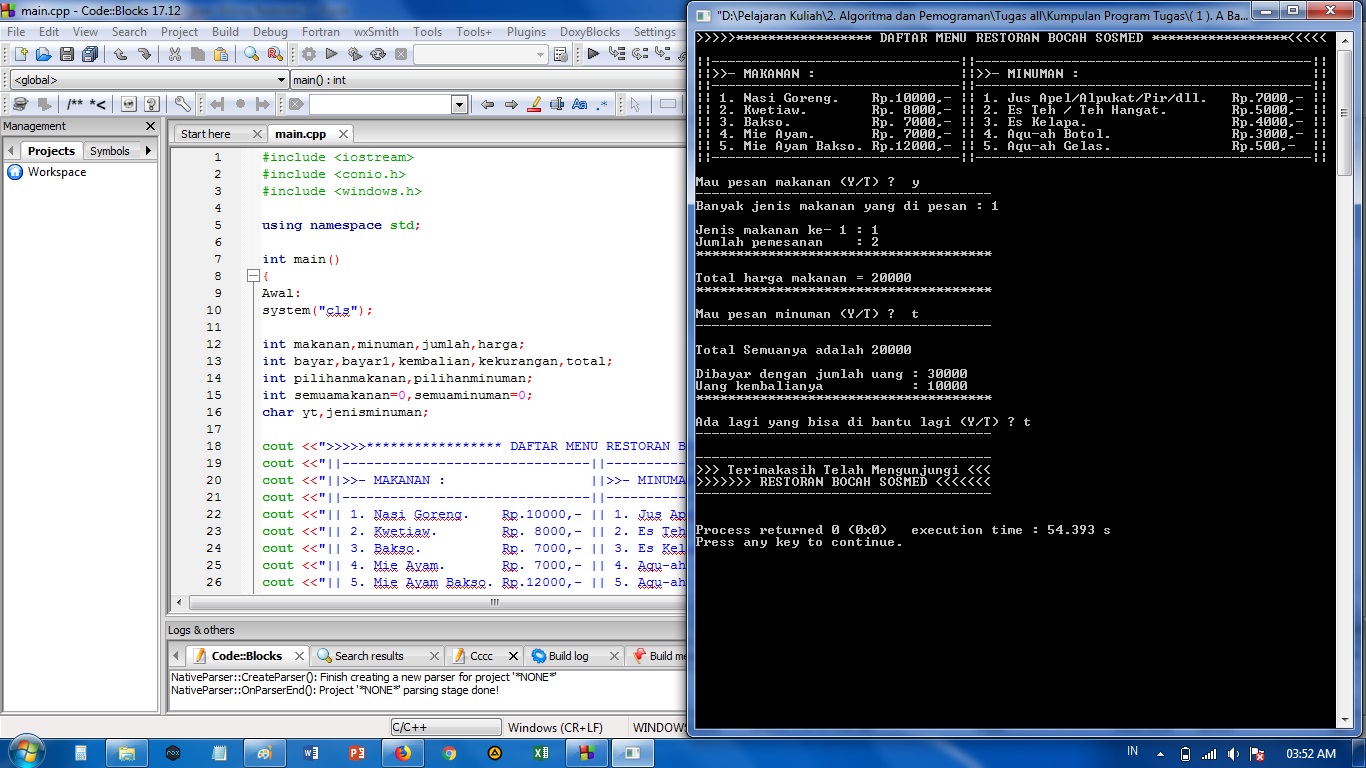 main.cpp - Code::Blocks 17.12
File Edit View Search Project Build Debug Fortran wxSmith Tools Tools+ Plugins DoxyBlocks Settings
<global> main() : int
/** *< Aa .*
Management
Projects Symbols
Workspace
Start here main.cpp
1 #include <iostream>
2 #include <conio.h>
3 #include <windows.h>
4
5 using namespace std;
6
7 int main()
8 {
9 Awal:
10 system("cls");
11
12 int makanan,minuman,jumlah,harga;
13 int bayar,bayar1,kembalian,kekurangan,total;
14 int pilihanmakanan,pilihanminuman;
15 int semuamakanan=0,semuaminuman=0;
16 char yt,jenisminuman;
17
18 cout <<">>>>>***************** DAFTAR MENU RESTORAN B
19 cout <<"||-------------------------------||----------
20 cout <<"||>>- MAKANAN :                  ||>>- MINUMA
21 cout <<"||-------------------------------||----------
22 cout <<"|| 1. Nasi Goreng.    Rp.10000,- || 1. Jus Ap
23 cout <<"|| 2. Kwetiaw.        Rp. 8000,- || 2. Es Teh
24 cout <<"|| 3. Bakso.          Rp. 7000,- || 3. Es Kel
25 cout <<"|| 4. Mie Ayam.       Rp. 7000,- || 4. Aqu-ah
26 cout <<"|| 5. Mie Ayam Bakso. Rp.12000,- || 5. Aqu-ah
Logs & others
Code::Blocks Search results Cccc Build log Build me
NativeParser::CreateParser(): Finish creating a new parser for project '*NONE*'
NativeParser::OnParserEnd(): Project '*NONE*' parsing stage done!
C/C++ Windows (CR+LF) WINDOWS
"D:\Pelajaran Kuliah\2. Algoritma dan Pemograman\Tugas all\Kumpulan Program Tugas\( 1 ). A Ba...
>>>>>***************** DAFTAR MENU RESTORAN BOCAH SOSMED *****************<<<<<
||-------------------------------||------------------------------------------||
||>>- MAKANAN :                  ||>>- MINUMAN :                             ||
||-------------------------------||------------------------------------------||
|| 1. Nasi Goreng.    Rp.10000,- || 1. Jus Apel/Alpukat/Pir/dll.   Rp.7000,- ||
|| 2. Kwetiaw.        Rp. 8000,- || 2. Es Teh / Teh Hangat.        Rp.5000,- ||
|| 3. Bakso.          Rp. 7000,- || 3. Es Kelapa.                  Rp.4000,- ||
|| 4. Mie Ayam.       Rp. 7000,- || 4. Aqu-ah Botol.               Rp.3000,- ||
|| 5. Mie Ayam Bakso. Rp.12000,- || 5. Aqu-ah Gelas.               Rp.500,-  ||
||-------------------------------||------------------------------------------||
Mau pesan makanan (Y/T) ?  y
-------------------------------------
Banyak jenis makanan yang di pesan : 1
Jenis makanan ke- 1 : 1
Jumlah pemesanan    : 2
*************************************
Total harga makanan = 20000
*************************************
Mau pesan minuman (Y/T) ?  t
-------------------------------------
Total Semuanya adalah 20000
Dibayar dengan jumlah uang : 30000
Uang kembalianya           : 10000
*************************************
Ada lagi yang bisa di bantu lagi (Y/T) ? t
-------------------------------------
-------------------------------------
>>> Terimakasih Telah Mengunjungi <<<
>>>>>>> RESTORAN BOCAH SOSMED <<<<<<<
-------------------------------------
Process returned 0 (0x0)   execution time : 54.393 s
Press any key to continue.
IN 03:52 AM